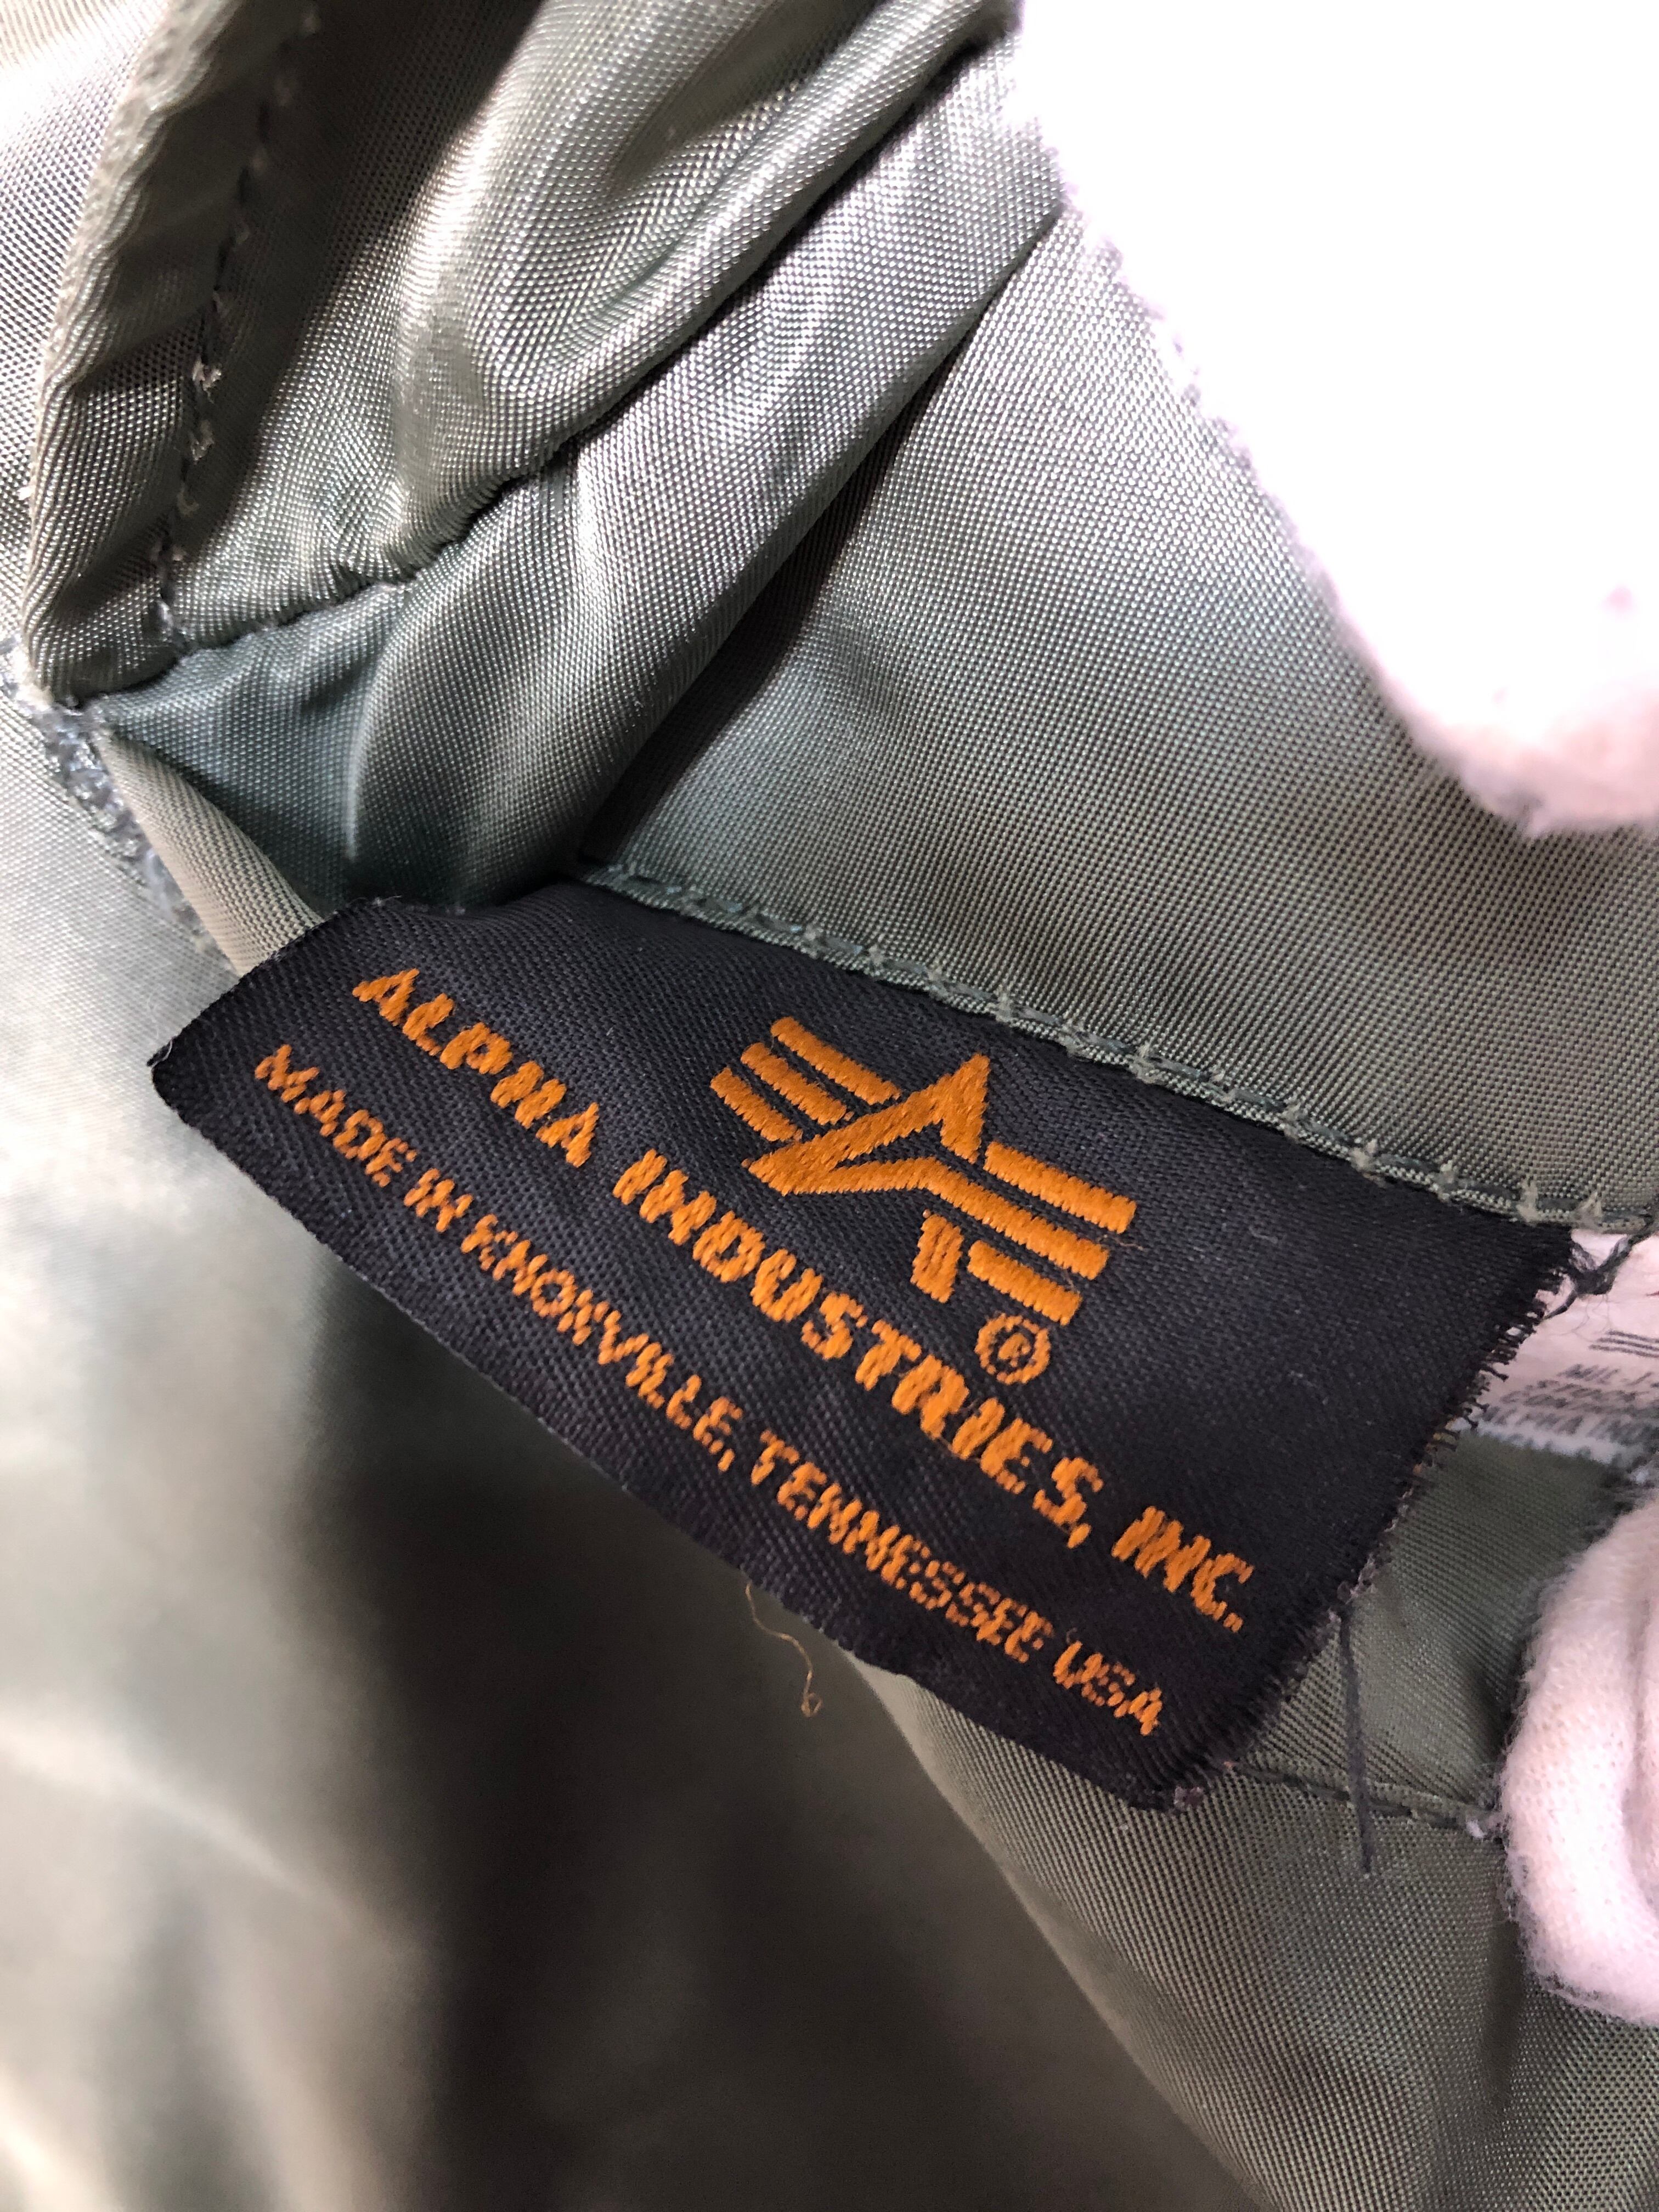 ®
ALPHA INDUSTRIES, INC.
MADE IN KNOXVILLE, TENNESSEE USA